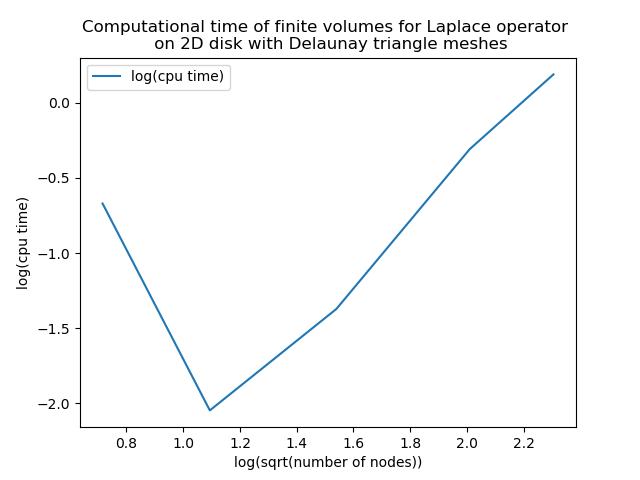 Computational time of finite volumes for Laplace operator
on 2D disk with Delaunay triangle meshes
log(cpu time)
0.0
−0.5
−1.0
−1.5
−2.0
log(cpu time)
0.8 1.0 1.2 1.4 1.6 1.8 2.0 2.2
log(sqrt(number of nodes))